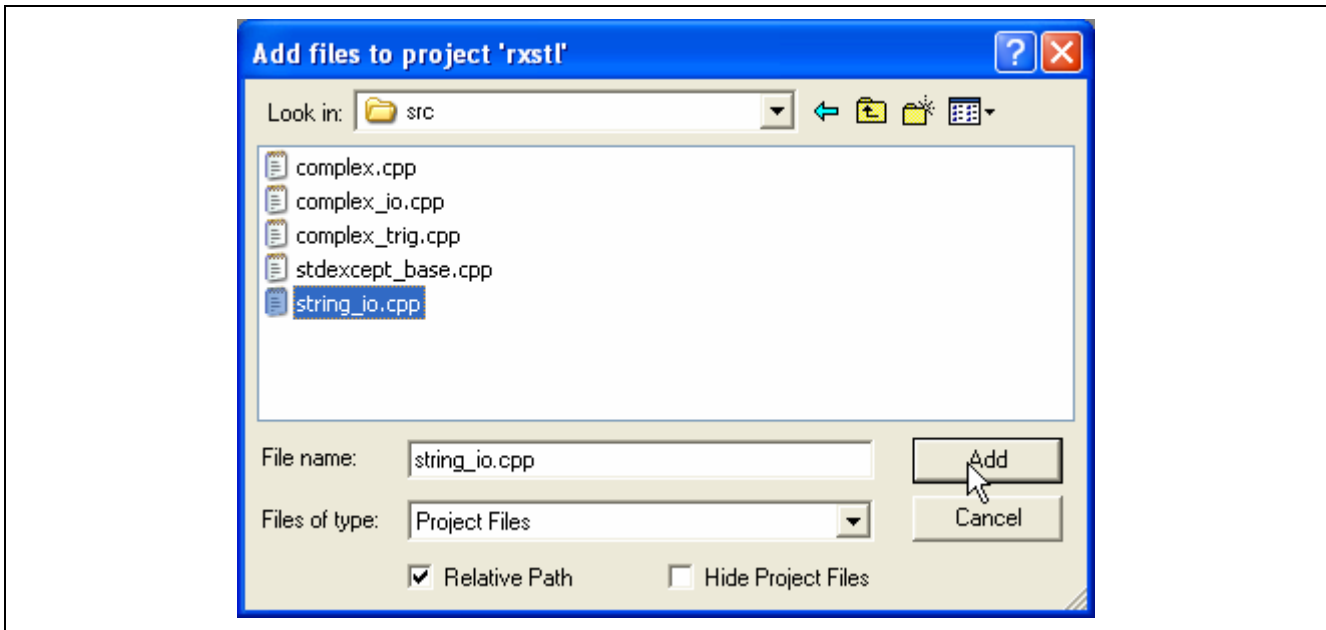 Add files to project 'rxstl'
Look in: src
complex.cpp
complex_io.cpp
complex_trig.cpp
stdexcept_base.cpp
string_io.cpp
File name: string_io.cpp Add
Files of type: Project Files Cancel
Relative Path Hide Project Files